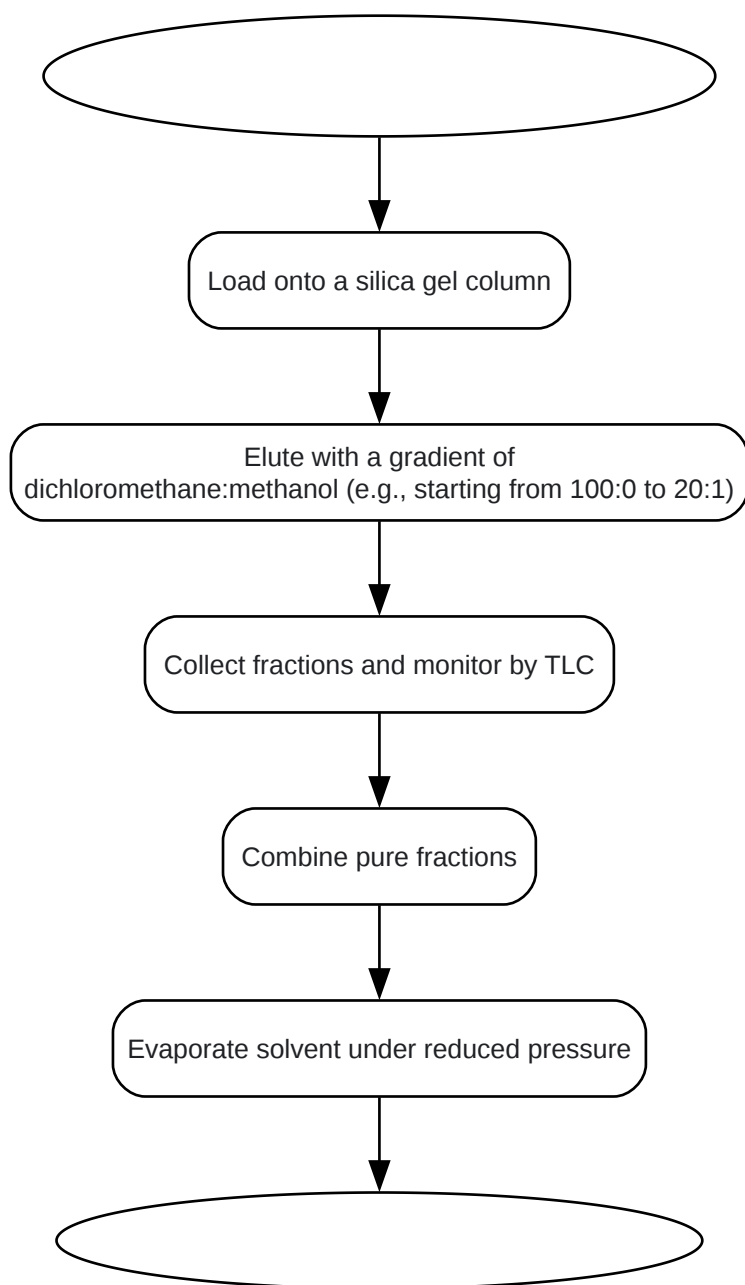 Load onto a silica gel column
Elute with a gradient of
dichloromethane:methanol (e.g., starting from 100:0 to 20:1)
Collect fractions and monitor by TLC
Combine pure fractions
Evaporate solvent under reduced pressure